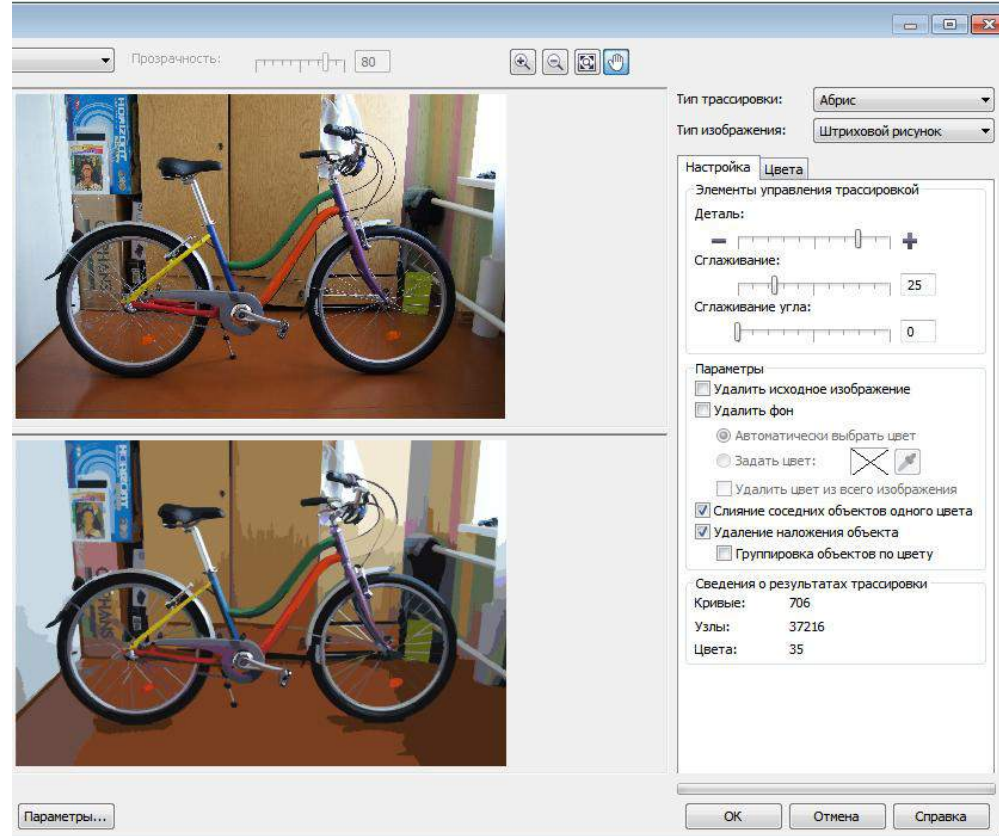 Прозрачность: 80
Тип трассировки: Абрис
Тип изображения: Штриховой рисунок
Настройка Цвета
Элементы управления трассировкой
Деталь:
Сглаживание:
25
Сглаживание угла:
0
Параметры
Удалить исходное изображение
Удалить фон
Автоматически выбрать цвет
Задать цвет:
Удалить цвет из всего изображения
Слияние соседних объектов одного цвета
Удаление наложения объекта
Группировка объектов по цвету
Сведения о результатах трассировки
Кривые: 706
Узлы: 37216
Цвета: 35
HORIZONT
HANS
HANS
Параметры...
OK Отмена Справка